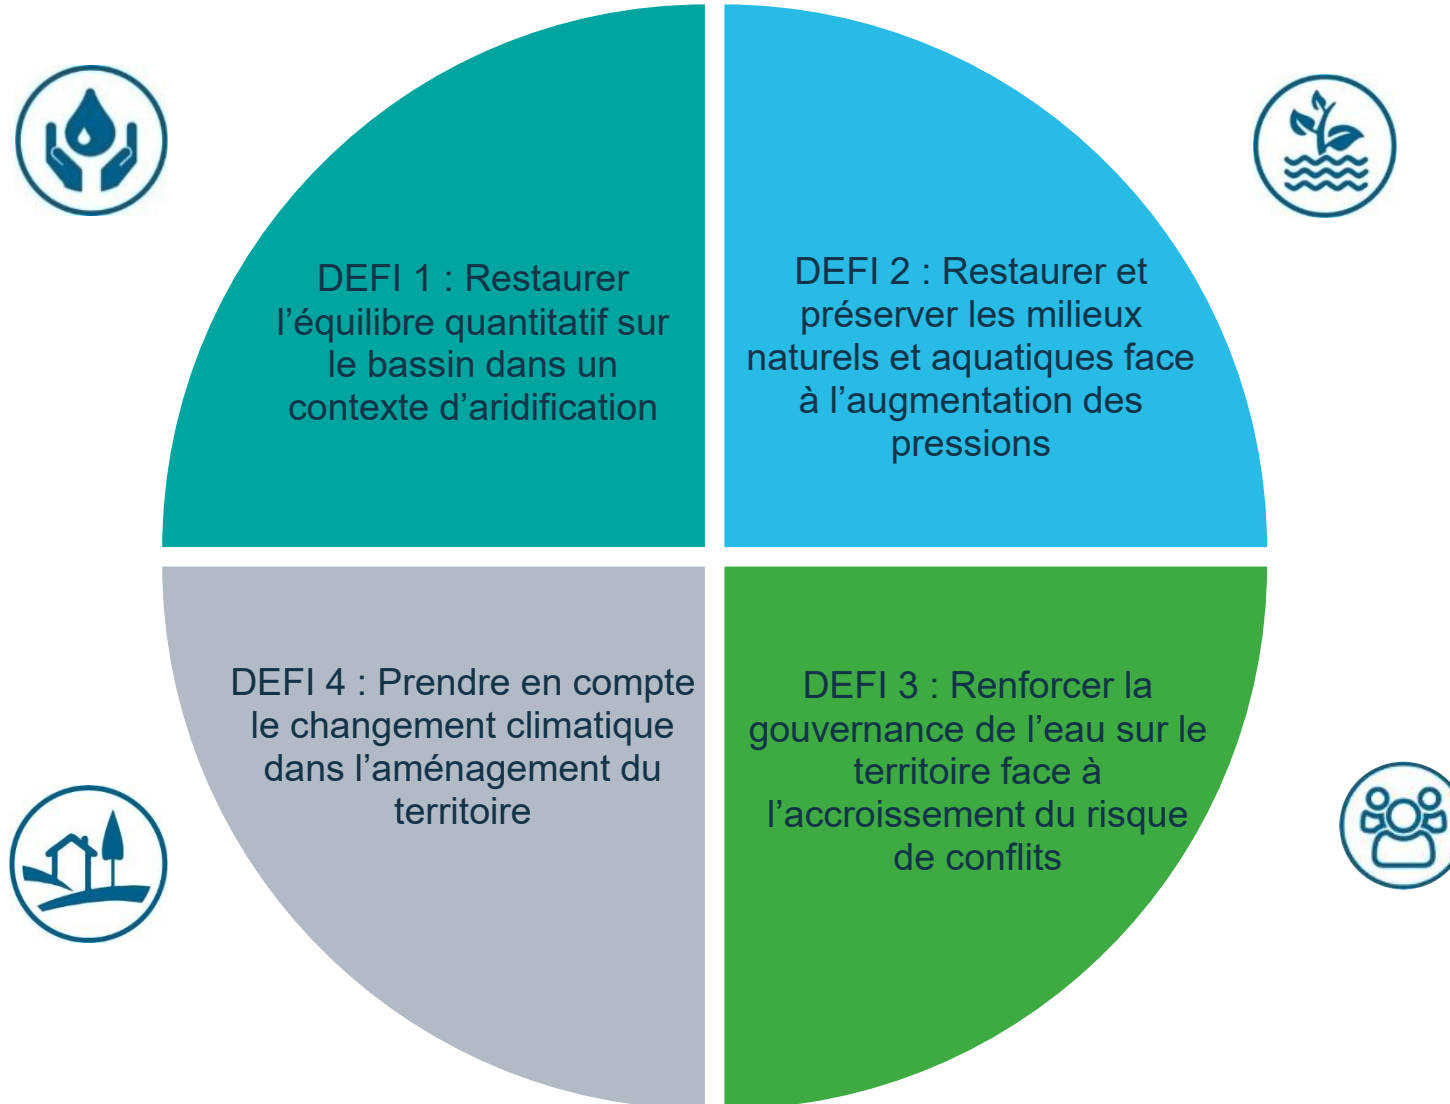 DEFI 1 : Restaurer
l’équilibre quantitatif sur
le bassin dans un
contexte d’aridification
DEFI 2 : Restaurer et
préserver les milieux
naturels et aquatiques face
à l’augmentation des
pressions
DEFI 4 : Prendre en compte
le changement climatique
dans l’aménagement du
territoire
DEFI 3 : Renforcer la
gouvernance de l’eau sur le
territoire face à
l’accroissement du risque
de conflits